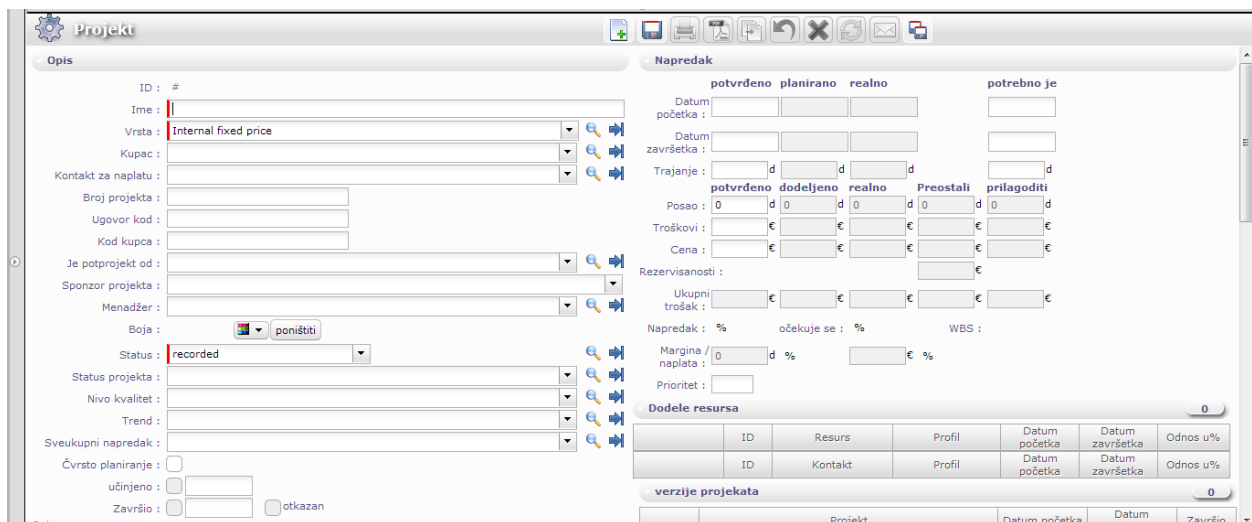 Projekt
Opis
ID : #
Ime :
Vrsta : Internal fixed price
Kupac :
Kontakt za naplatu :
Broj projekta :
Ugovor kod :
Kod kupca :
Je potprojekt od :
Sponzor projekta :
Menadžer :
Boja : poništiti
Status : recorded
Status projekta :
Nivo kvalitet :
Trend :
Sveukupni napredak :
Čvrsto planiranje :
učinjeno :
Završio : otkazan
Napredak
potvrđeno planirano realno potrebno je
Datum
početka :
Datum
završetka :
Trajanje : d d d d
potvrđeno dodeljeno realno Preostali prilagoditi
Posao : 0 d 0 d 0 d 0 d 0 d
Troškovi : € € € € €
Cena : € € € € €
Rezervisanosti : €
Ukupni
trošak : € € € € €
Napredak : % očekuje se : % WBS :
Margina /
naplata : 0 d % € %
Prioritet :
Dodele resursa 0
ID Resurs Profil Datum početka Datum završetka Odnos u%
ID Kontakt Profil Datum početka Datum završetka Odnos u%
verzije projekata 0
Projekt Datum početka Datum Završio